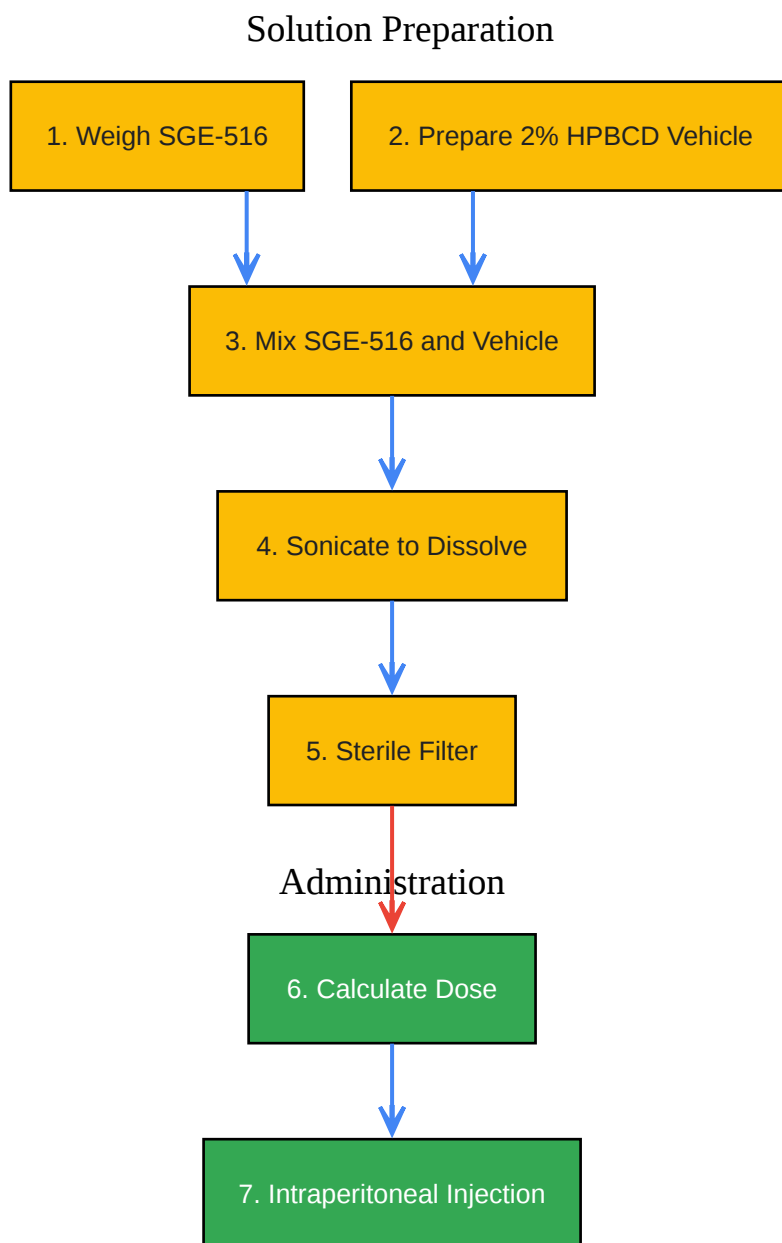 Solution Preparation
1. Weigh SGE-516
2. Prepare 2% HPBCD Vehicle
3. Mix SGE-516 and Vehicle
4. Sonicate to Dissolve
5. Sterile Filter
Administration
6. Calculate Dose
7. Intraperitoneal Injection